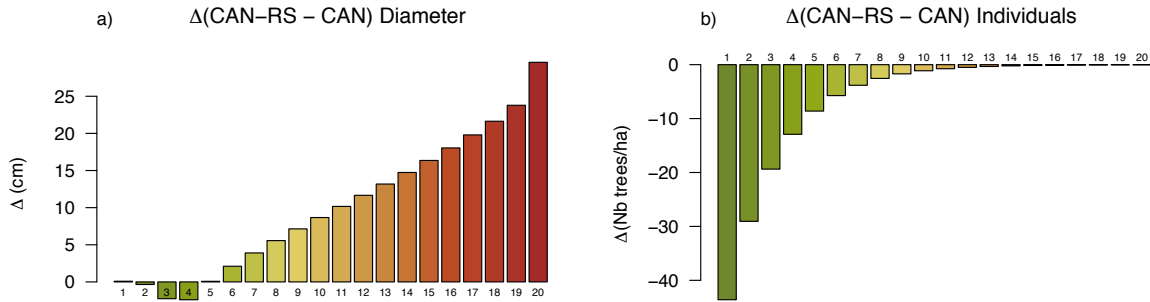 a) Δ(CAN−RS − CAN) Diameter
Δ (cm)
25
20
15
10
5
0
1 2 3 4 5 6 7 8 9 10 11 12 13 14 15 16 17 18 19 20
b) Δ(CAN−RS − CAN) Individuals
Δ(Nb trees/ha)
1 2 3 4 5 6 7 8 9 10 11 12 13 14 15 16 17 18 19 20
0
−10
−20
−30
−40